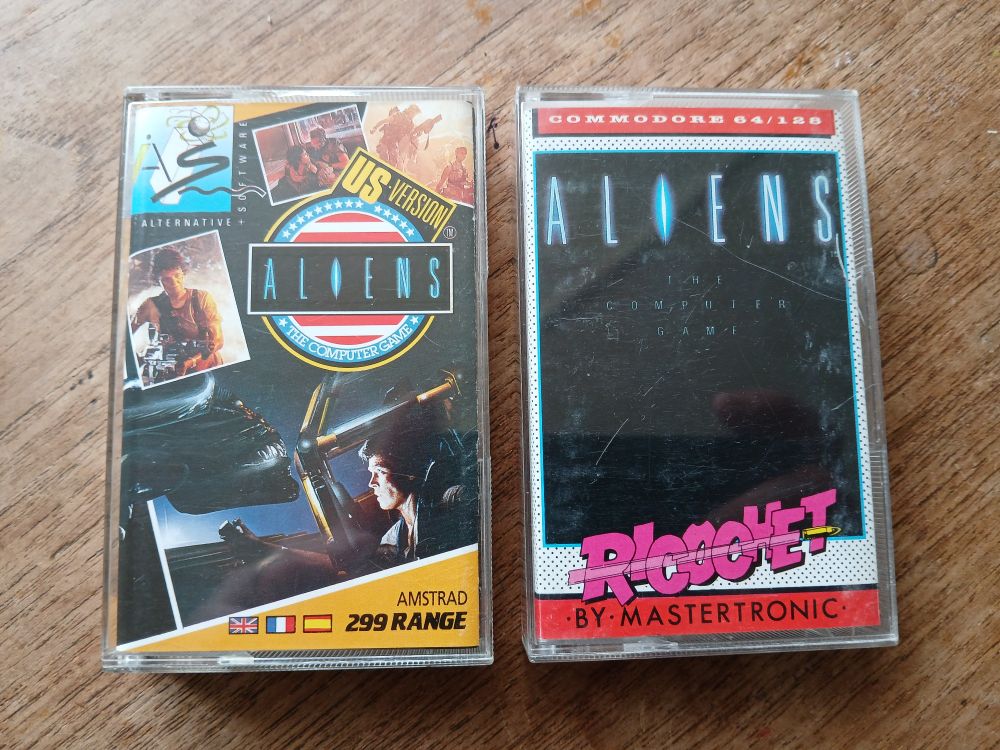 ALTERNATIVE + SOFTWARE
US·VERSION
TM
ALIENS
THE COMPUTER GAME
AMSTRAD
299 RANGE
COMMODORE 64/128
ALIENS
THE
COMPUTER
GAME
RICOCHET
·BY·MASTERTRONIC·